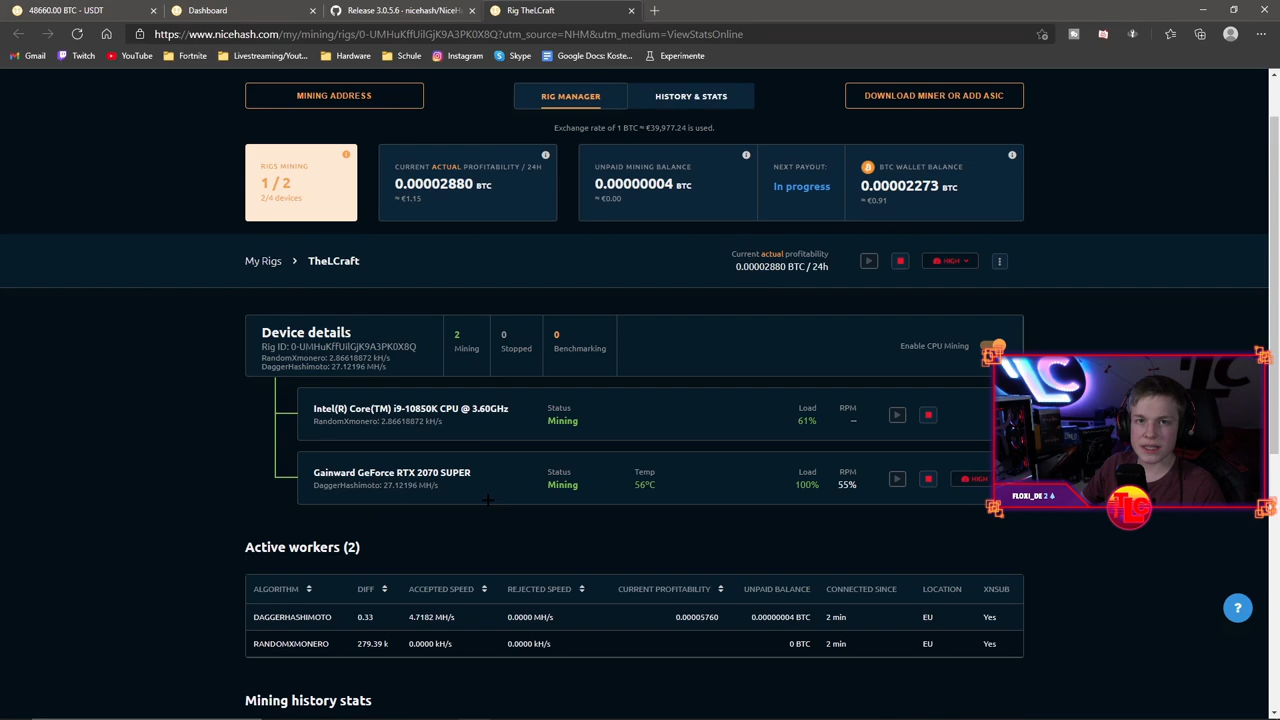 48660.00 BTC - USDT
Dashboard
Release 3.0.5.6 - nicehash/NiceHa
Rig TheLCraft
https://www.nicehash.com/my/mining/rigs/0-UMHuKffUilGjK9A3PK0X8Q?utm_source=NHM&utm_medium=ViewStatsOnline
Gmail Twitch YouTube Fortnite Livestreaming/Yout... Hardware Schule Instagram Skype Google Docs: Koste... Experimente
MINING ADDRESS RIG MANAGER HISTORY & STATS DOWNLOAD MINER OR ADD ASIC
Exchange rate of 1 BTC ≈ €39,977.24 is used.
RIGS MINING
1 / 2
2/4 devices
CURRENT ACTUAL PROFITABILITY / 24H
0.00002880 BTC
≈ €1.15
UNPAID MINING BALANCE
0.00000004 BTC
≈ €0.00
NEXT PAYOUT:
In progress
BTC WALLET BALANCE
0.00002273 BTC
≈ €0.91
My Rigs > TheLCraft
Current actual profitability
0.00002880 BTC / 24h
HIGH
Device details
Rig ID: 0-UMHuKffUilGjK9A3PK0X8Q
RandomXmonero: 2.86618872 kH/s
DaggerHashimoto: 27.12196 MH/s
2
Mining
0
Stopped
0
Benchmarking
Enable CPU Mining
Intel(R) Core(TM) i9-10850K CPU @ 3.60GHz
RandomXmonero: 2.86618872 kH/s
Status
Mining
Load
61%
RPM
--
Gainward GeForce RTX 2070 SUPER
DaggerHashimoto: 27.12196 MH/s
Status
Mining
Temp
56°C
Load
100%
RPM
55%
HIGH
FLOXI_DE 2
TLC
Active workers (2)
ALGORITHM DIFF ACCEPTED SPEED REJECTED SPEED CURRENT PROFITABILITY UNPAID BALANCE CONNECTED SINCE LOCATION XNSUB
DAGGERHASHIMOTO 0.33 4.7182 MH/s 0.0000 MH/s 0.00005760 0.00000004 BTC 2 min EU Yes
RANDOMXMONERO 279.39 k 0.0000 kH/s 0.0000 kH/s 0 BTC 2 min EU Yes
?
Mining history stats